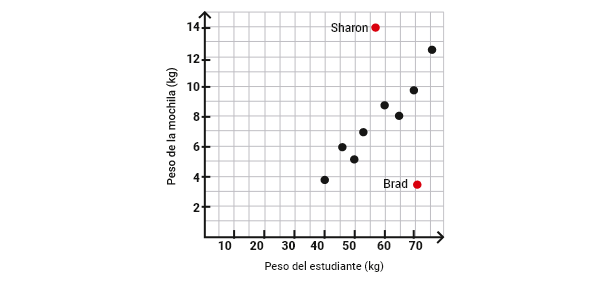 14
Sharon
12
10
8
6
4
Brad
2
10 20 30 40 50 60 70
Peso de la mochila (kg)
Peso del estudiante (kg)